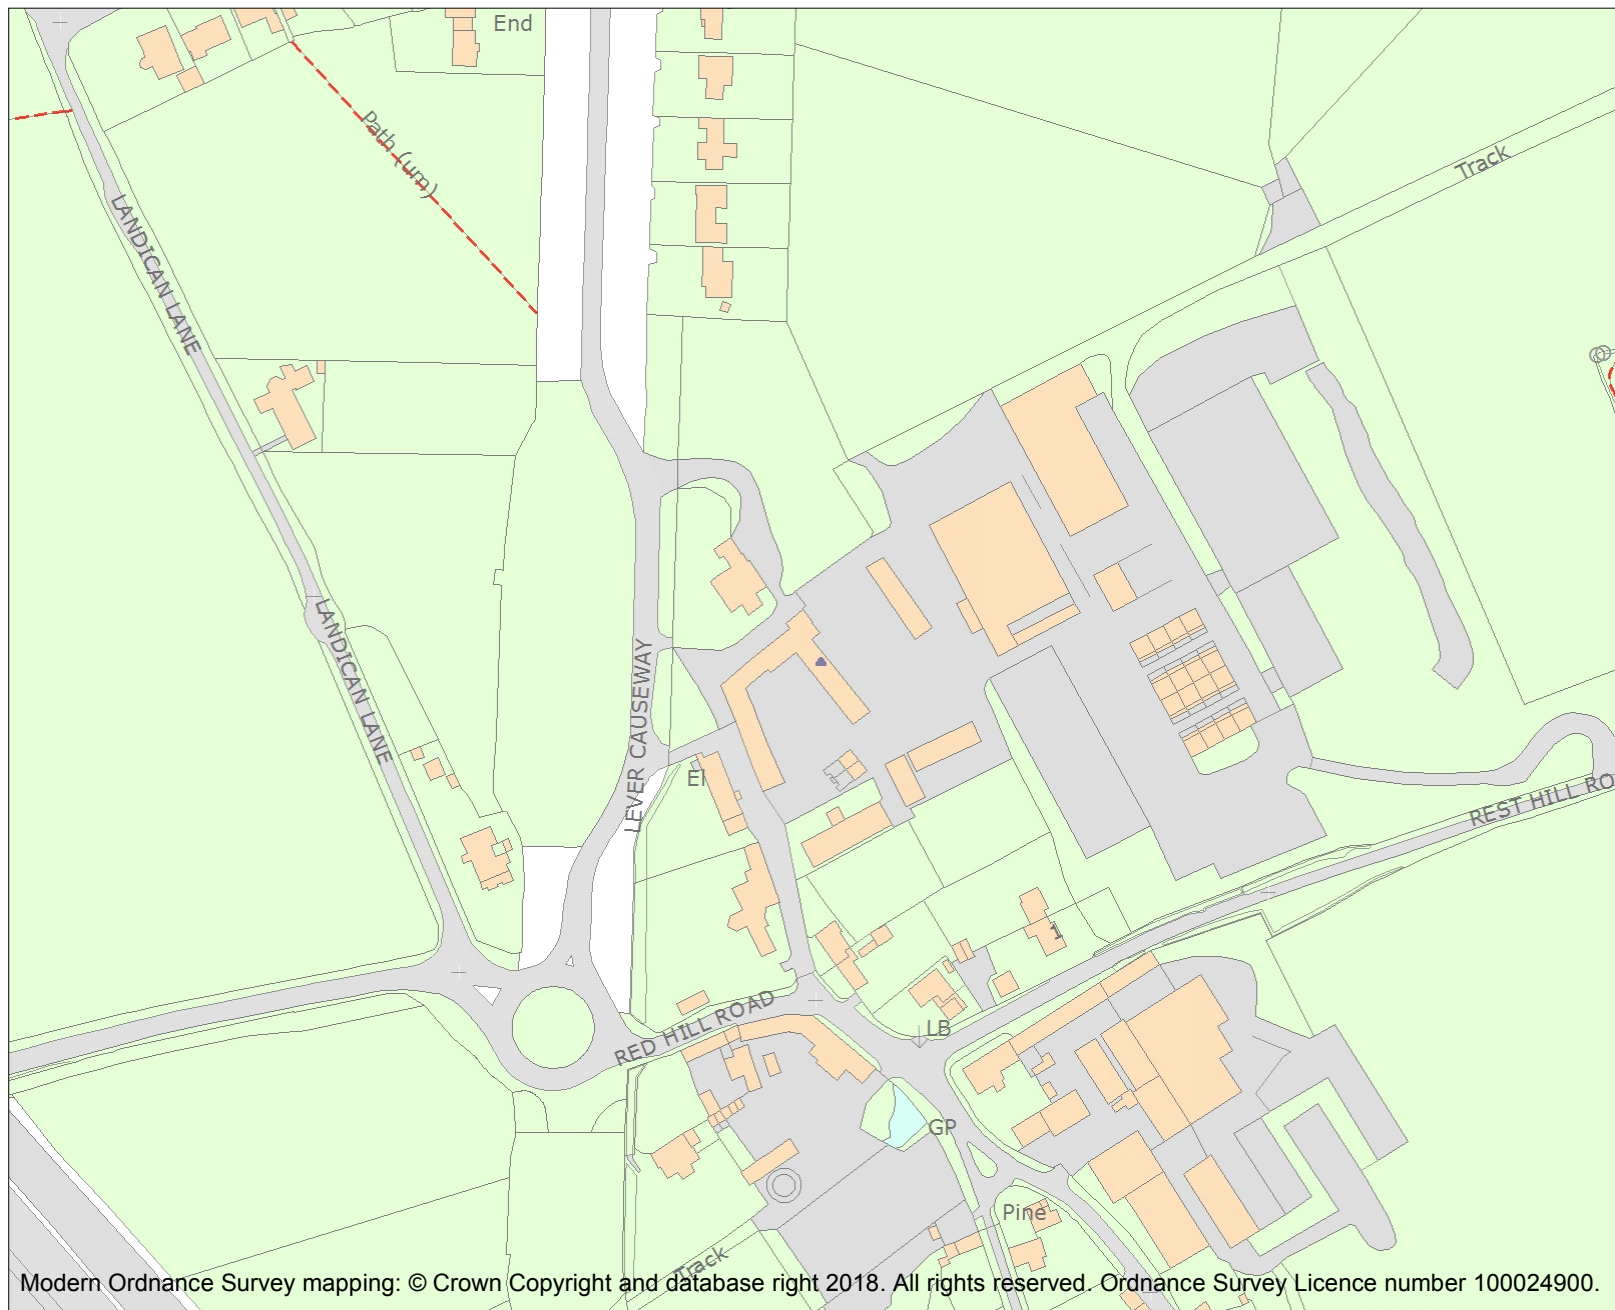 End
Path (um)
Track
LANDICAN LANE
LANDICAN LANE
LEVER CAUSEWAY
El
REST HILL RO
1
RED HILL ROAD
LB
GP
Pine
Track
Modern Ordnance Survey mapping: © Crown Copyright and database right 2018. All rights reserved. Ordnance Survey Licence number 100024900.